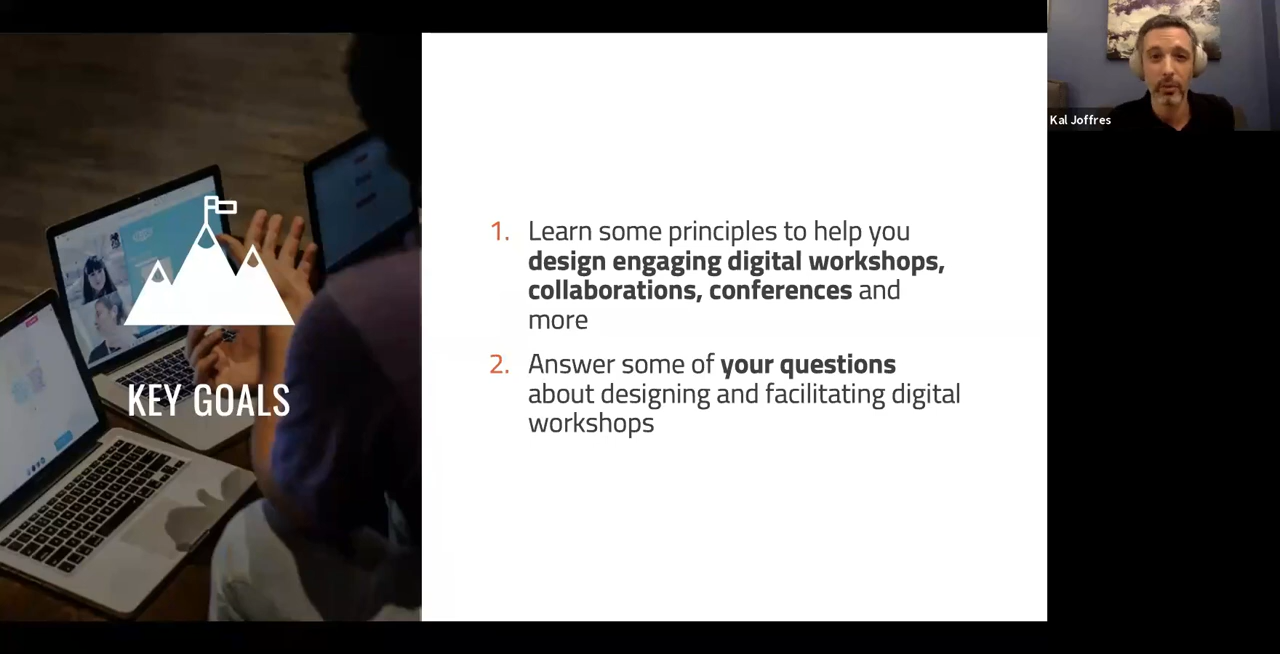 Kal Joffres
KEY GOALS
1. Learn some principles to help you
design engaging digital workshops,
collaborations, conferences and
more
2. Answer some of your questions
about designing and facilitating digital
workshops